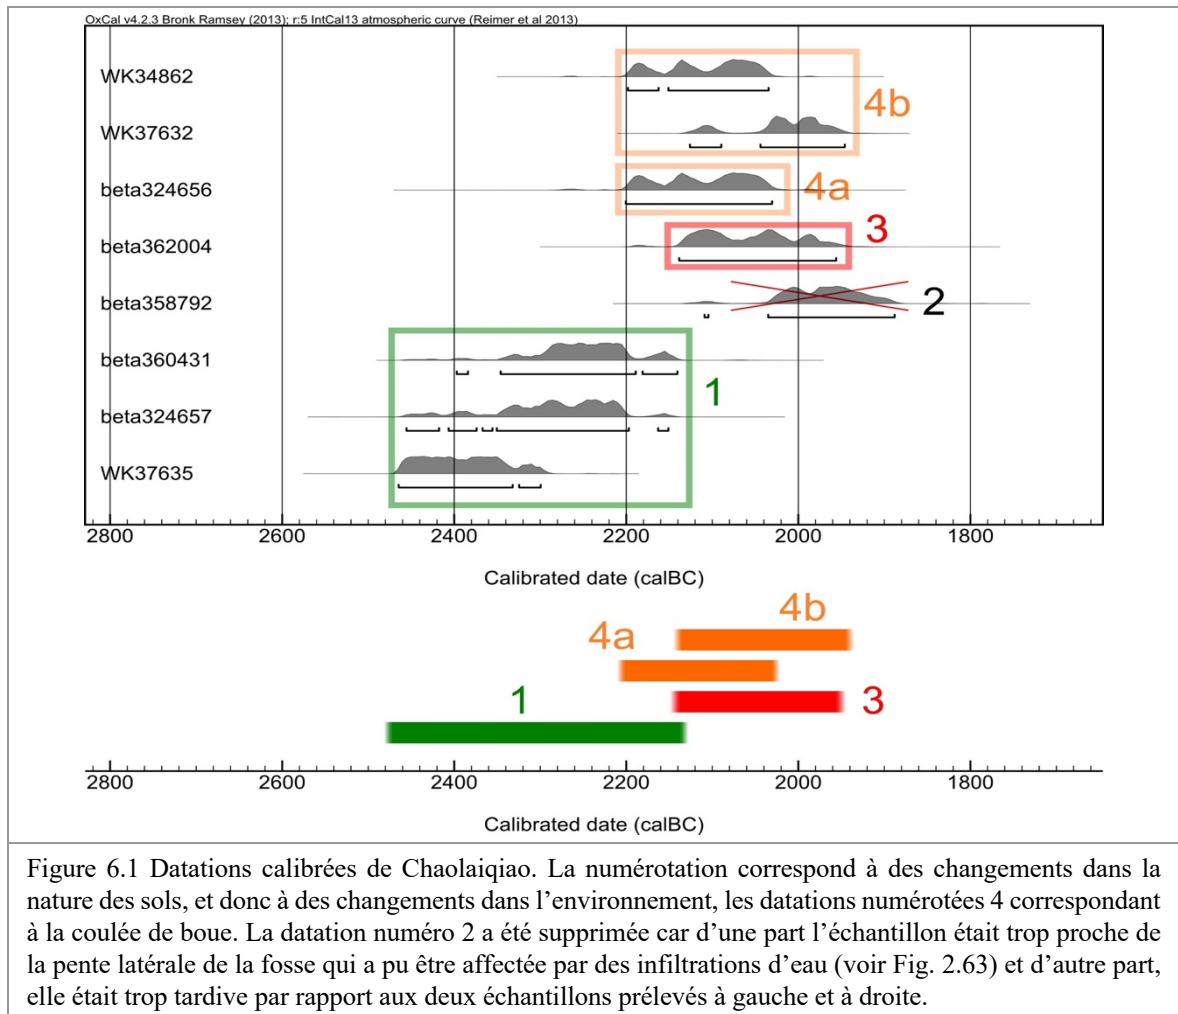 OxCal v4.2.3 Bronk Ramsey (2013); r:5 IntCal13 atmospheric curve (Reimer et al 2013)
WK34862
4b
WK37632
beta324656
4a
beta362004
3
beta358792
2
beta360431
1
beta324657
WK37635
2800 2600 2400 2200 2000 1800
Calibrated date (calBC)
4b
4a
1
3
2800 2600 2400 2200 2000 1800
Calibrated date (calBC)
Figure 6.1 Datations calibrées de Chaolaiqiao. La numérotation correspond à des changements dans la
nature des sols, et donc à des changements dans l’environnement, les datations numérotées 4 correspondant
à la coulée de boue. La datation numéro 2 a été supprimée car d’une part l’échantillon était trop proche de
la pente latérale de la fosse qui a pu être affectée par des infiltrations d’eau (voir Fig. 2.63) et d’autre part,
elle était trop tardive par rapport aux deux échantillons prélevés à gauche et à droite.